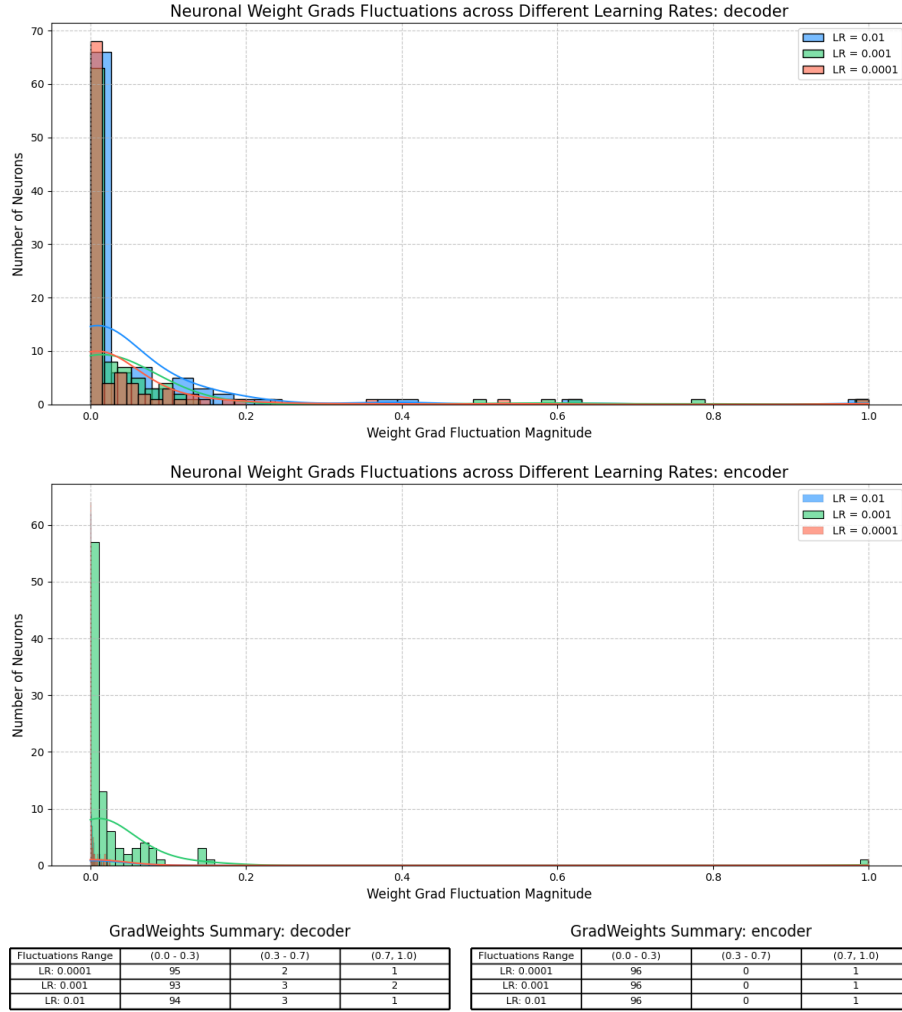 Neuronal Weight Grads Fluctuations across Different Learning Rates: decoder
LR = 0.01
LR = 0.001
LR = 0.0001
Number of Neurons
70
60
50
40
30
20
10
0
0.0 0.2 0.4 0.6 0.8 1.0
Weight Grad Fluctuation Magnitude
Neuronal Weight Grads Fluctuations across Different Learning Rates: encoder
LR = 0.01
LR = 0.001
LR = 0.0001
Number of Neurons
60
50
40
30
20
10
0
0.0 0.2 0.4 0.6 0.8 1.0
Weight Grad Fluctuation Magnitude
GradWeights Summary: decoder
Fluctuations Range (0.0 - 0.3) (0.3 - 0.7) (0.7, 1.0)
LR: 0.0001 95 2 1
LR: 0.001 93 3 2
LR: 0.01 94 3 1
GradWeights Summary: encoder
Fluctuations Range (0.0 - 0.3) (0.3 - 0.7) (0.7, 1.0)
LR: 0.0001 96 0 1
LR: 0.001 96 0 1
LR: 0.01 96 0 1